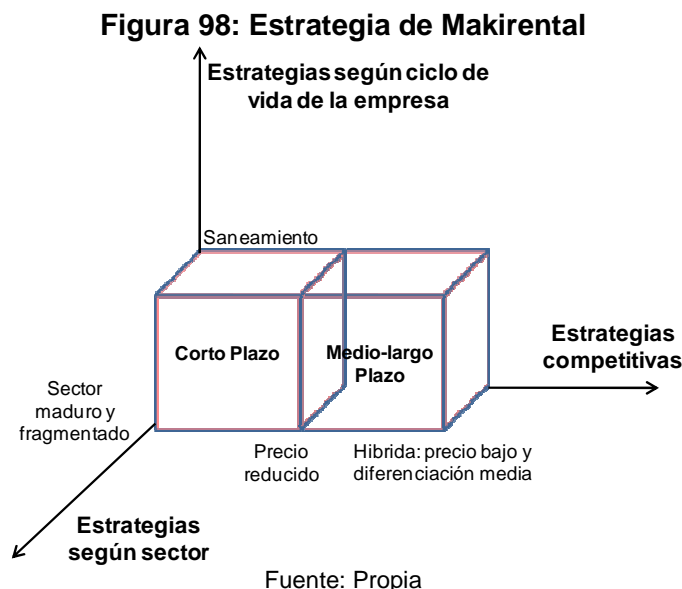 Figura 98: Estrategia de Makirental
Estrategias según ciclo de
vida de la empresa
Saneamiento
Corto Plazo
Medio-largo
Plazo
Estrategias
competitivas
Sector
maduro y
fragmentado
Precio
reducido
Hibrida: precio bajo y
diferenciación media
Estrategias
según sector
Fuente: Propia